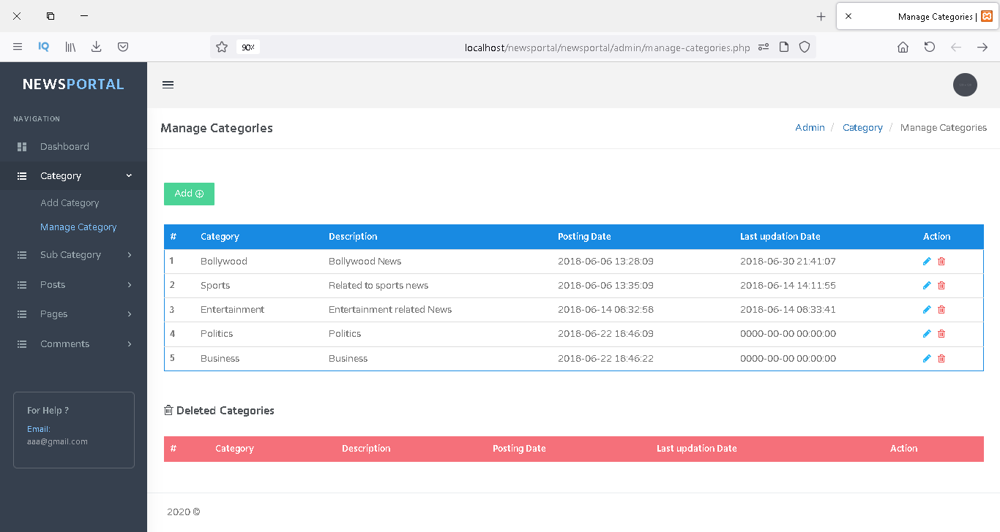 Manage Categories |
90%
localhost/newsportal/newsportal/admin/manage-categories.php
NEWSPORTAL
NAVIGATION
Dashboard
Category
Add Category
Manage Category
Sub Category
Posts
Pages
Comments
For Help ?
Email:
aaa@gmail.com
Manage Categories
Admin / Category / Manage Categories
Add
# Category Description Posting Date Last updation Date Action
1 Bollywood Bollywood News 2018-06-06 13:28:09 2018-06-30 21:41:07
2 Sports Related to sports news 2018-06-06 13:35:09 2018-06-14 14:11:55
3 Entertainment Entertainment related News 2018-06-14 08:32:58 2018-06-14 08:33:41
4 Politics Politics 2018-06-22 18:46:09 0000-00-00 00:00:00
5 Business Business 2018-06-22 18:46:22 0000-00-00 00:00:00
Deleted Categories
# Category Description Posting Date Last updation Date Action
2020 ©